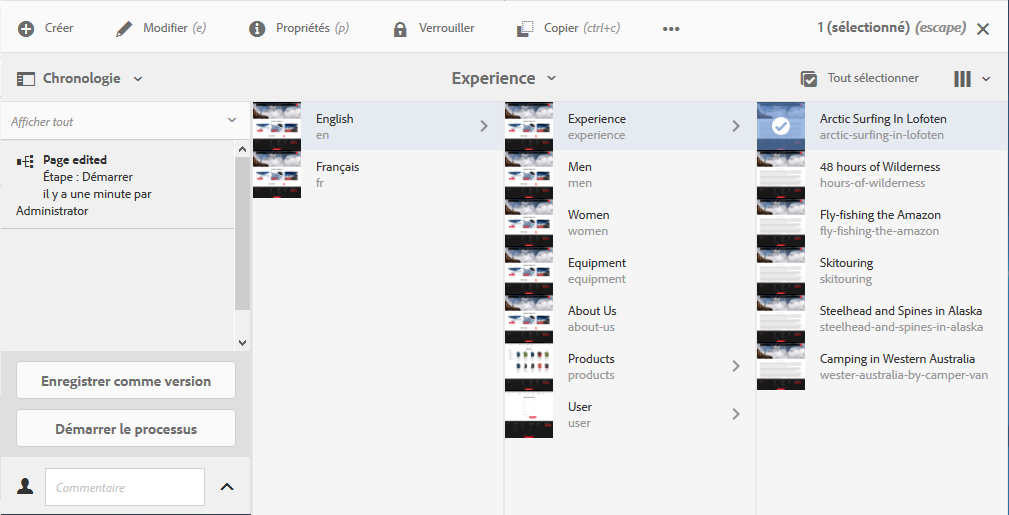 Créer
Modifier (e)
Propriétés (p)
Verrouiller
Copier (ctrl+c)
1 (sélectionné) (escape)
Chronologie
Experience
Tout sélectionner
Afficher tout
Page edited
Étape : Démarrer
il y a une minute par
Administrator
Enregistrer comme version
Démarrer le processus
Commentaire
English
en
Français
fr
Experience
experience
Men
men
Women
women
Equipment
equipment
About Us
about-us
Products
products
User
user
Arctic Surfing In Lofoten
arctic-surfing-in-lofoten
48 hours of Wilderness
hours-of-wilderness
Fly-fishing the Amazon
fly-fishing-the-amazon
Skitouring
skitouring
Steelhead and Spines in Alaska
steelhead-and-spines-in-alaska
Camping in Western Australia
wester-australia-by-camper-van